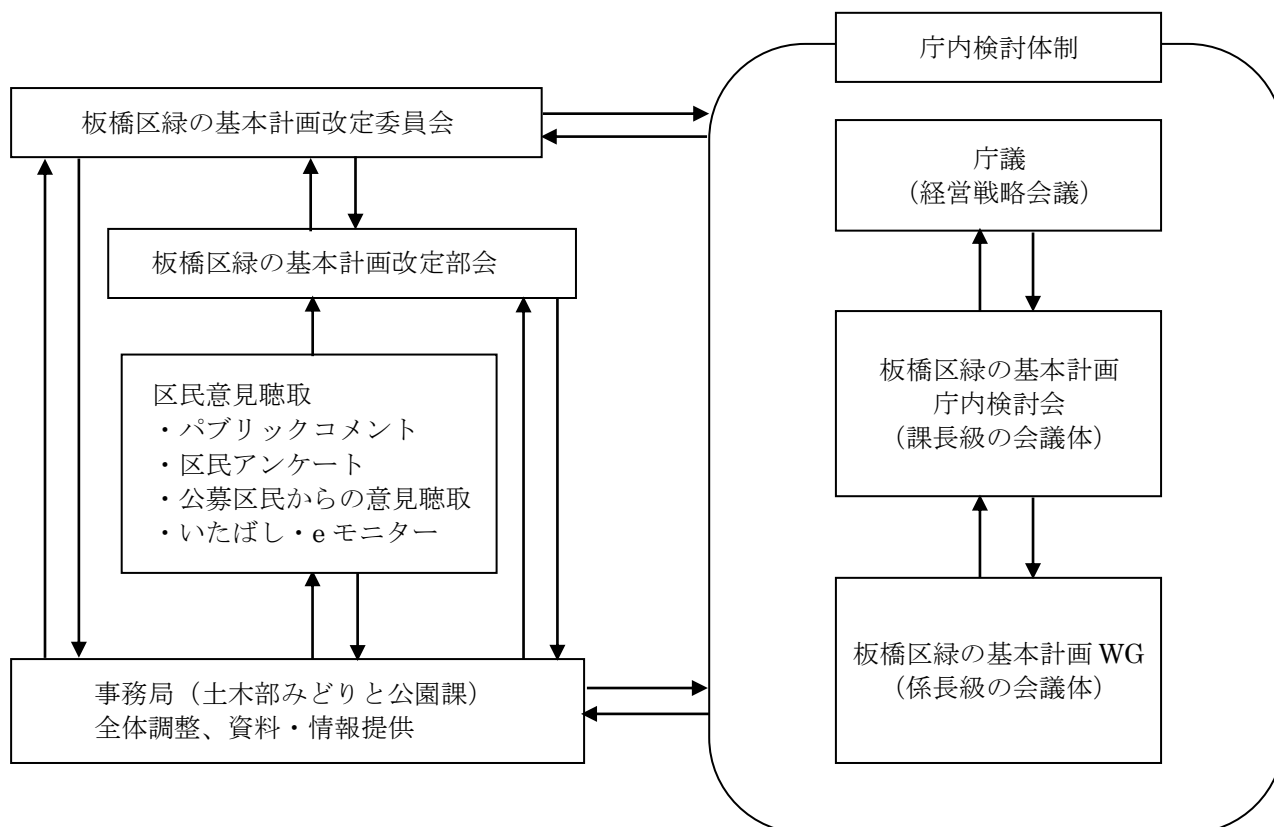 板橋区緑の基本計画改定委員会
板橋区緑の基本計画改定部会
区民意見聴取
・パブリックコメント
・区民アンケート
・公募区民からの意見聴取
・いたばし・e モニター
事務局（土木部みどりと公園課）
全体調整、資料・情報提供
庁内検討体制
庁議
（経営戦略会議）
板橋区緑の基本計画
庁内検討会
（課長級の会議体）
板橋区緑の基本計画 WG
（係長級の会議体）